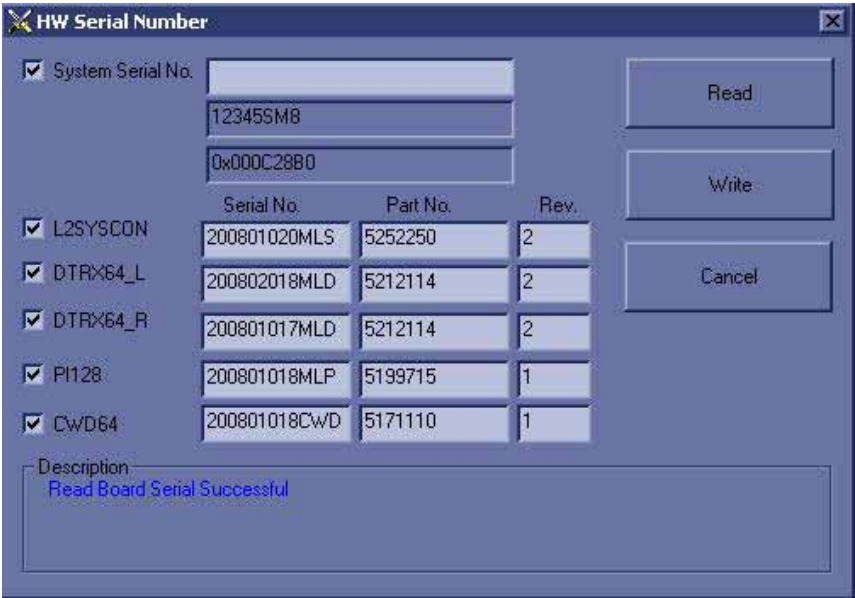 HW Serial Number
System Serial No.
12345SM8
0x000C28B0
Serial No. Part No. Rev.
L2SYSCON 200801020MLS 5252250 2
DTRX64_L 200802018MLD 5212114 2
DTRX64_R 200801017MLD 5212114 2
PI128 200801018MLP 5199715 1
CWD64 200801018CWD 5171110 1
Read
Write
Cancel
Description
Read Board Serial Successful